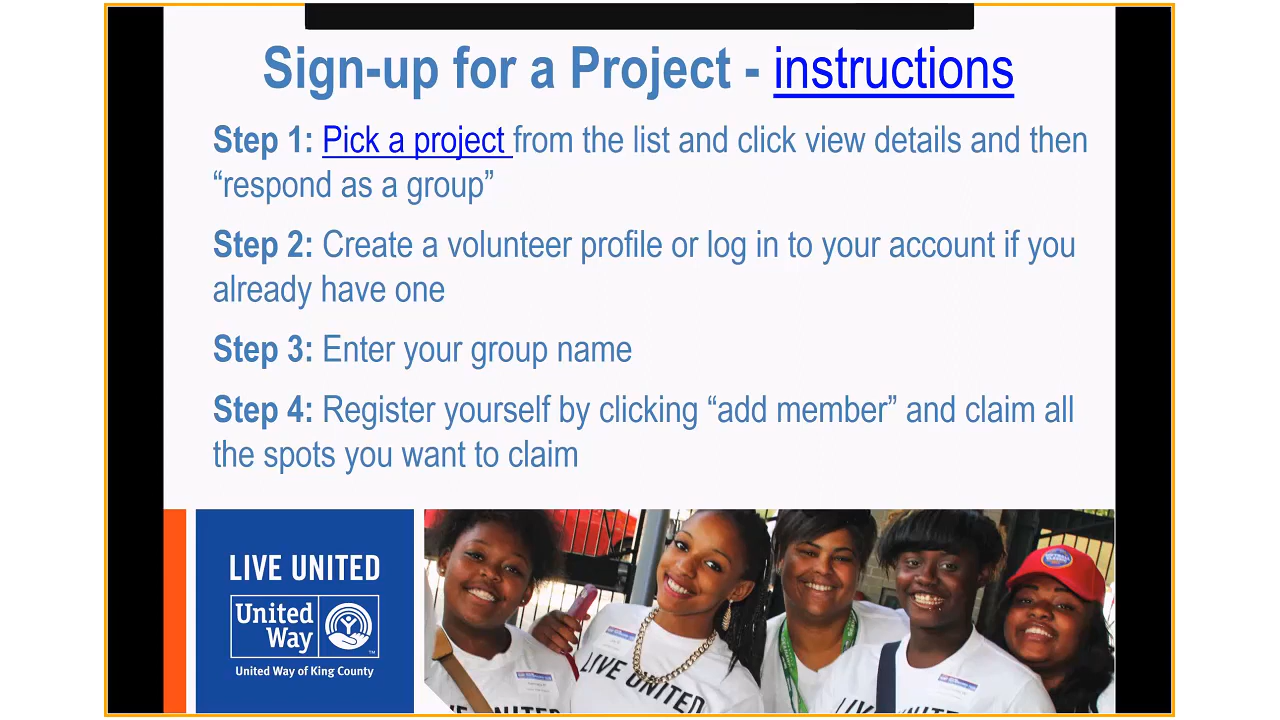 Sign-up for a Project - instructions
Step 1: Pick a project from the list and click view details and then
“respond as a group”
Step 2: Create a volunteer profile or log in to your account if you
already have one
Step 3: Enter your group name
Step 4: Register yourself by clicking “add member” and claim all
the spots you want to claim
LIVE UNITED
United
Way
TM
United Way of King County
LIVE UNITED